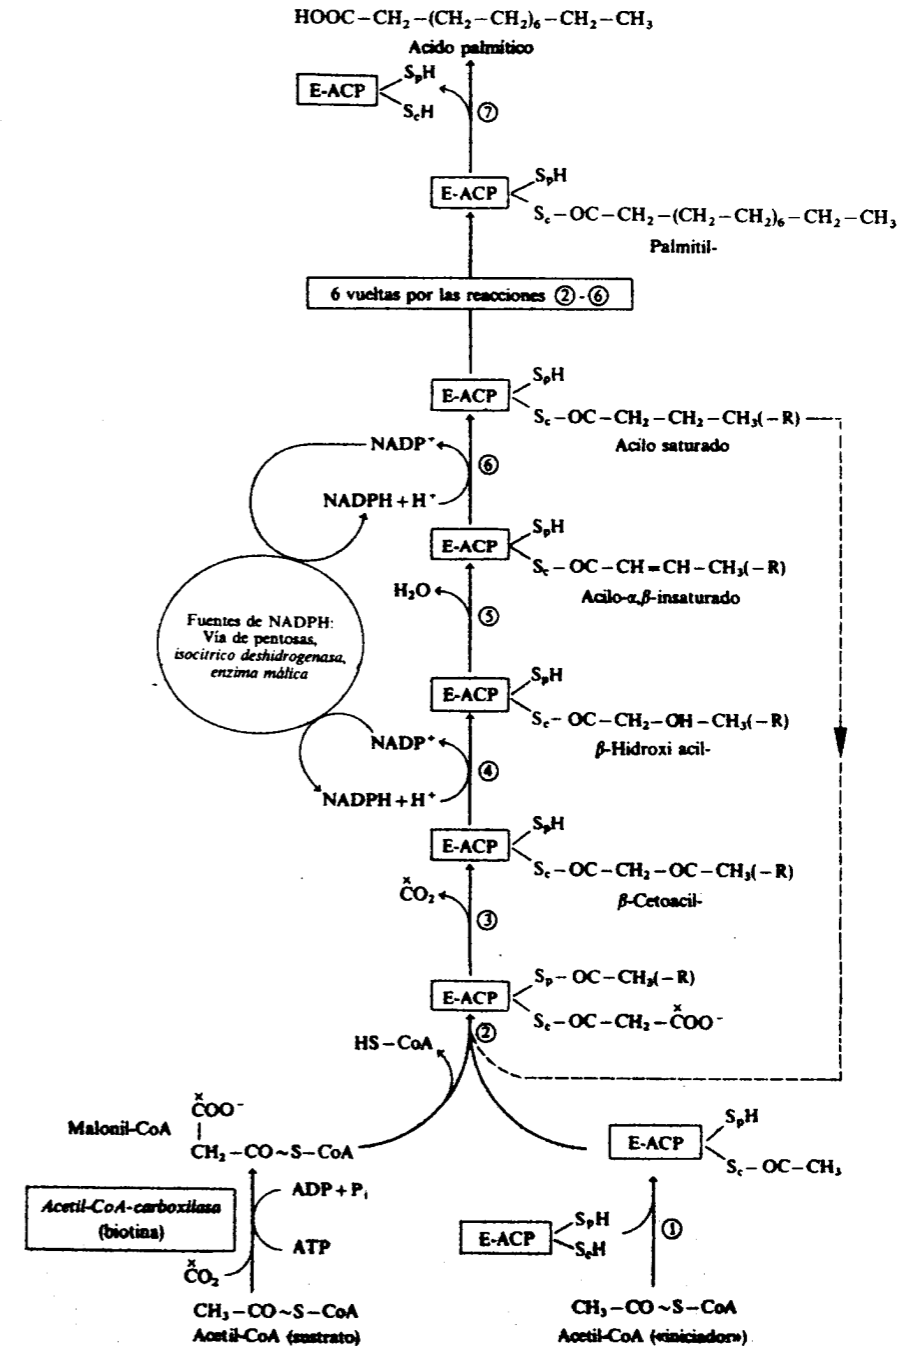 HOOC–CH₂–(CH₂–CH₂)₆–CH₂–CH₃
Acido palmítico
SₚH
E-ACP
S꜀H
⑦
SₚH
E-ACP
S꜀–OC–CH₂–(CH₂–CH₂)₆–CH₂–CH₃
Palmitil-
6 vueltas por las reacciones ②-⑥
SₚH
E-ACP
S꜀–OC–CH₂–CH₂–CH₃(–R)
Acilo saturado
NADP⁺
⑥
NADPH+H⁺
SₚH
E-ACP
S꜀–OC–CH=CH–CH₃(–R)
Acilo-α,β-insaturado
H₂O
⑤
Fuentes de NADPH:
Vía de pentosas,
isocitrico deshidrogenasa,
enzima málica
SₚH
E-ACP
S꜀–OC–CH₂–OH–CH₃(–R)
β-Hidroxi acil-
NADP⁺
④
NADPH+H⁺
SₚH
E-ACP
S꜀–OC–CH₂–OC–CH₃(–R)
β-Cetoacil-
x
CO₂
③
Sₚ–OC–CH₃(–R)
E-ACP
x
S꜀–OC–CH₂–COO⁻
②
HS–CoA
x
COO⁻
Malonil-CoA
CH₂–CO~S–CoA
SₚH
E-ACP
S꜀–OC–CH₃
ADP+Pᵢ
Acetil-CoA-carboxilasa
(biotina)
ATP
x
CO₂
SₚH
E-ACP
S꜀H
①
CH₃–CO~S–CoA
Acetil-CoA (sustrato)
CH₃–CO~S–CoA
Acetil-CoA («iniciador»)